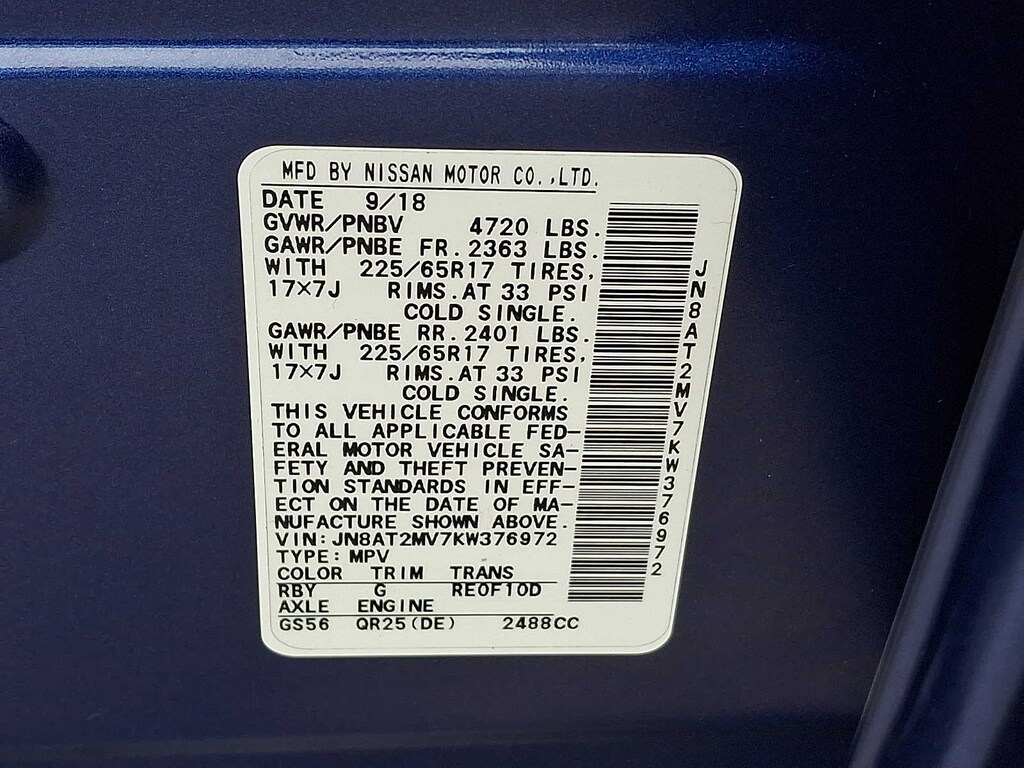 MFD BY NISSAN MOTOR CO.,LTD.
DATE 9/18
GVWR/PNBV 4720 LBS.
GAWR/PNBE FR.2363 LBS.
WITH 225/65R17 TIRES,
17×7J RIMS.AT 33 PSI
COLD SINGLE.
GAWR/PNBE RR.2401 LBS.
WITH 225/65R17 TIRES,
17×7J RIMS.AT 33 PSI
COLD SINGLE.
THIS VEHICLE CONFORMS
TO ALL APPLICABLE FED-
ERAL MOTOR VEHICLE SA-
FETY AND THEFT PREVEN-
TION STANDARDS IN EFF-
ECT ON THE DATE OF MA-
NUFACTURE SHOWN ABOVE.
VIN:JN8AT2MV7KW376972
TYPE:MPV
COLOR TRIM TRANS
RBY G RE0F10D
AXLE ENGINE
GS56 QR25(DE) 2488CC
JN8AT2MV7KW376972